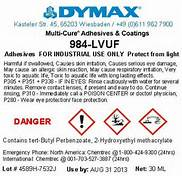 DYMAX
Kasteler Str. 45, 65203 Wiesbaden / +49 (0)611 962 7900
Multi-Cure® Adhesives & Coatings
984-LVUF
Adhesives FOR INDUSTRIAL USE ONLY Protect from light
Harmful if swallowed, Causes skin irritation, Causes serious eye damage,
May cause an allergic skin reaction, May cause respiratory irritation, Very
toxic to aquatic life, Toxic to aquatic life with long lasting effects,
P305 + P351 + P338 - IF IN EYES: Rinse cautiously with water for several
minutes. Remove contact lenses, if present and easy to do. Continue
rinsing, P310 - Immediately call a POISON CENTER or doctor/physician,
P280 - Wear eye protection/ face protection,
DANGER
Contains tert-Butyl Perbenzoate, 2-Hydroxyethyl methacrylate
Emergency Phone: North America Chemtrec @1-800-424-9300 (24hrs)
International Chemtrec @ 001-703-527-3887 (24hrs)
Lot # 4589H-7532J Use by AUG 31 2013 Net: 30 ML